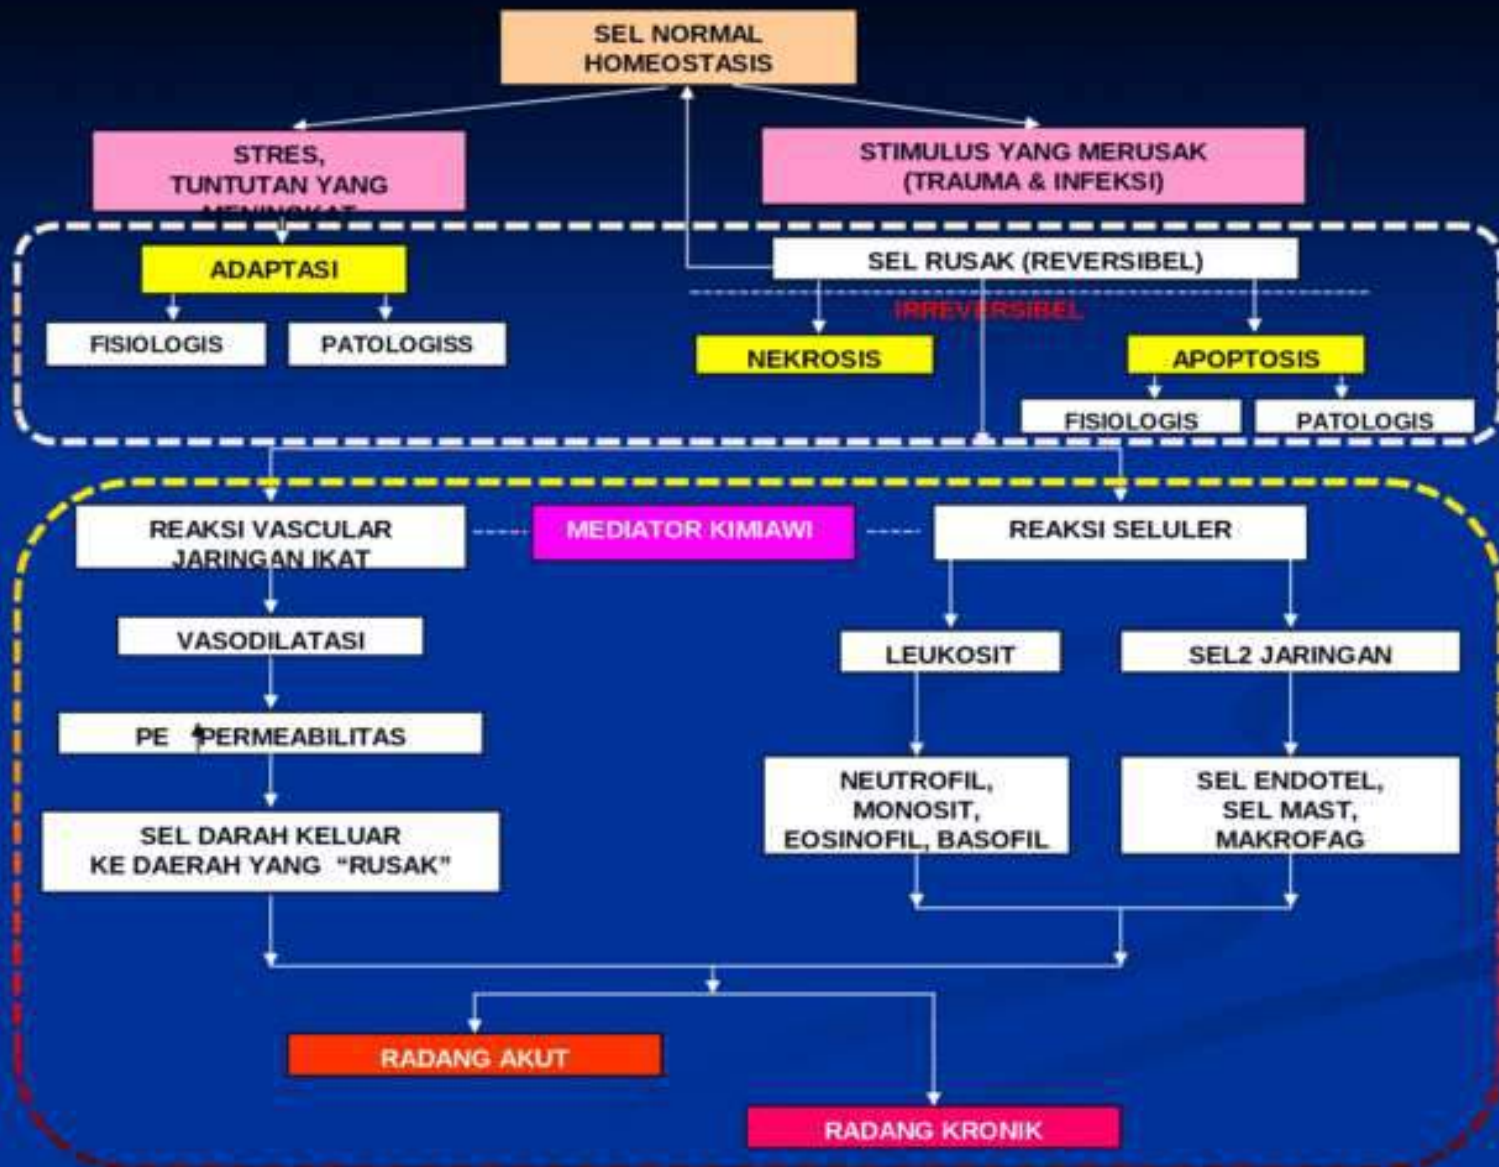 SEL NORMAL
HOMEOSTASIS
STRES,
TUNTUTAN YANG
MENINGKAT
STIMULUS YANG MERUSAK
(TRAUMA & INFEKSI)
ADAPTASI
SEL RUSAK (REVERSIBEL)
IRREVERSIBEL
FISIOLOGIS
PATOLOGISS
NEKROSIS
APOPTOSIS
FISIOLOGIS
PATOLOGIS
REAKSI VASCULAR
JARINGAN IKAT
MEDIATOR KIMIAWI
REAKSI SELULER
VASODILATASI
LEUKOSIT
SEL2 JARINGAN
PE PERMEABILITAS
NEUTROFIL,
MONOSIT,
EOSINOFIL, BASOFIL
SEL ENDOTEL,
SEL MAST,
MAKROFAG
SEL DARAH KELUAR
KE DAERAH YANG “RUSAK”
RADANG AKUT
RADANG KRONIK